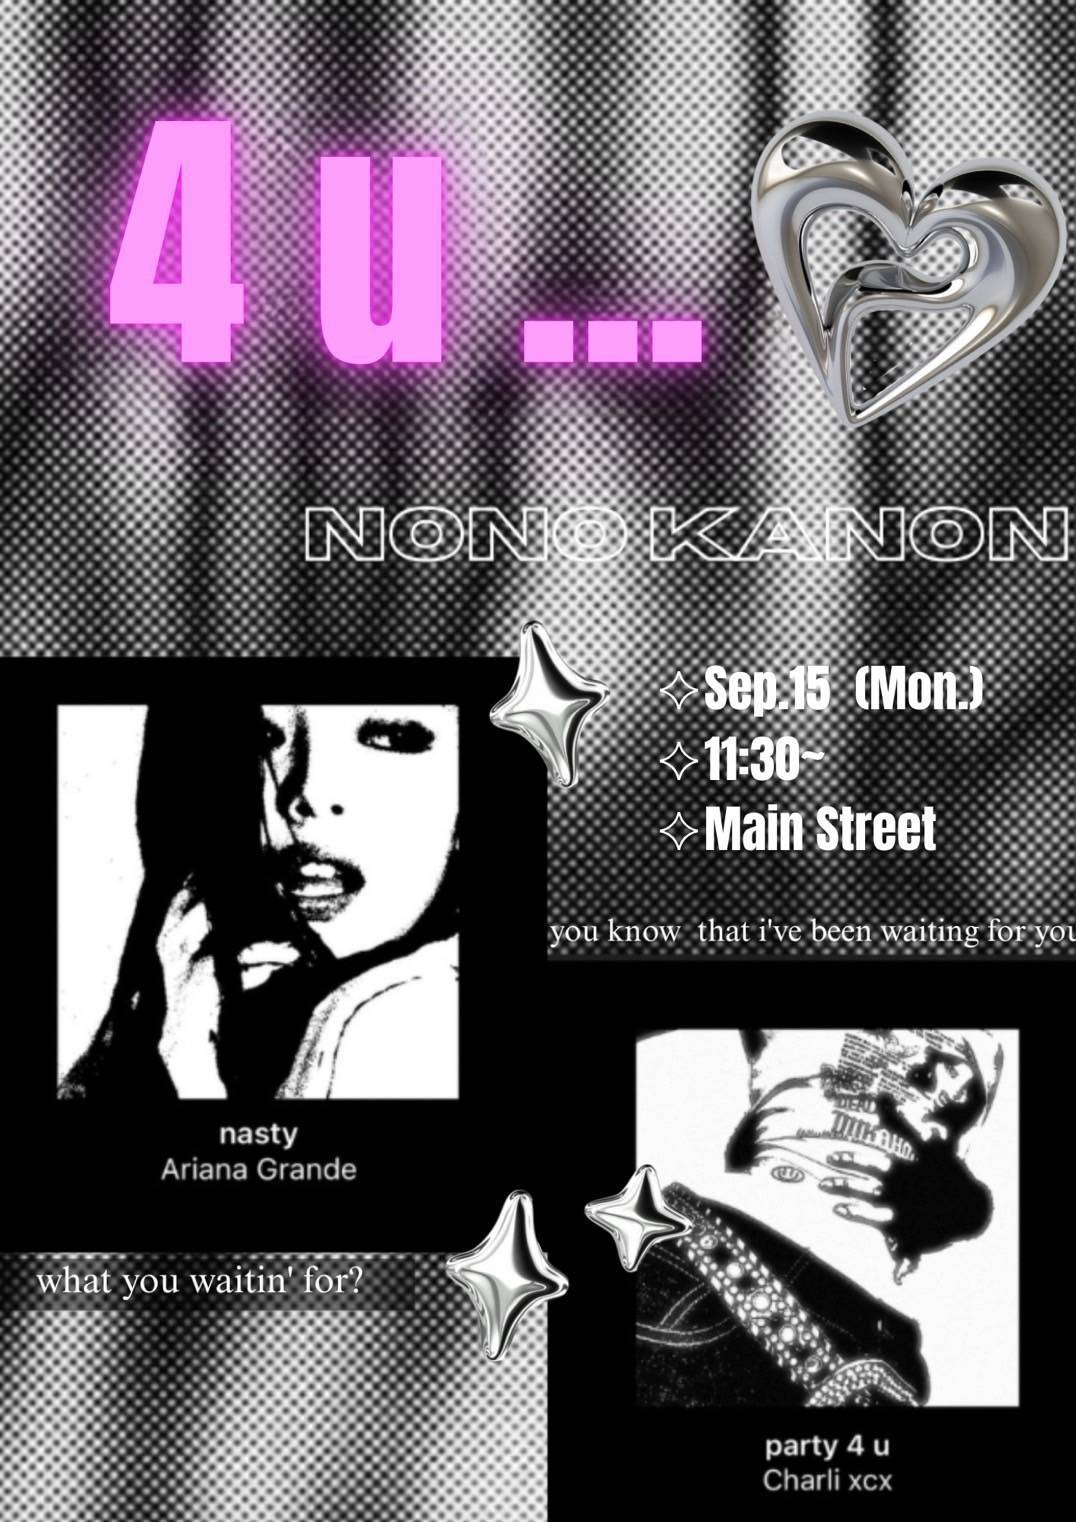 4 u ...
NONO KANON
✧Sep.15 (Mon.)
✧11:30~
✧Main Street
you know that i've been waiting for you
nasty
Ariana Grande
what you waitin' for?
party 4 u
Charli xcx